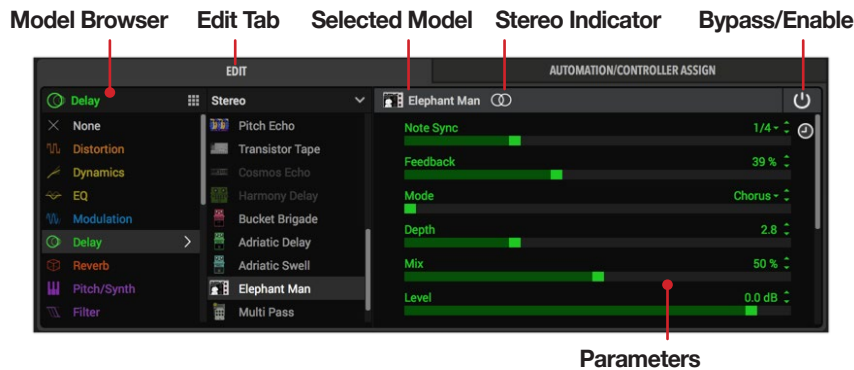 Model Browser Edit Tab Selected Model Stereo Indicator Bypass/Enable
EDIT AUTOMATION/CONTROLLER ASSIGN
Delay Stereo Elephant Man
None
Distortion
Dynamics
EQ
Modulation
Delay
Reverb
Pitch/Synth
Filter
Pitch Echo
Transistor Tape
Cosmos Echo
Harmony Delay
Bucket Brigade
Adriatic Delay
Adriatic Swell
Elephant Man
Multi Pass
Note Sync 1/4
Feedback 39 %
Mode Chorus
Depth 2.8
Mix 50 %
Level 0.0 dB
Parameters